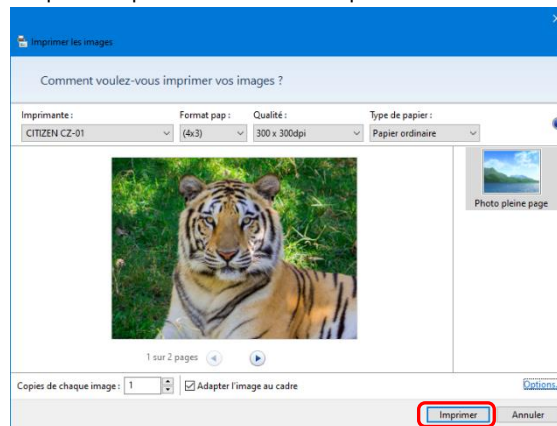 Imprimer les images
Comment voulez-vous imprimer vos images ?
Imprimante : Format pap : Qualité : Type de papier :
CITIZEN CZ-01 (4x3) 300 x 300dpi Papier ordinaire
Photo pleine page
1 sur 2 pages
Copies de chaque image : 1 Adapter l'image au cadre Options.
Imprimer Annuler